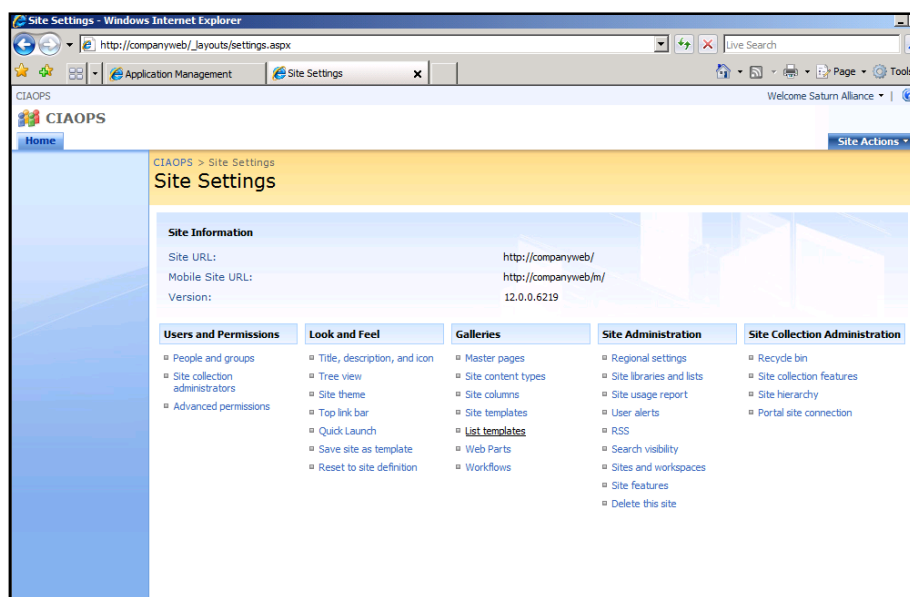 Site Settings - Windows Internet Explorer
http://companyweb/_layouts/settings.aspx
Live Search
Application Management
Site Settings
Page
Tools
CIAOPS
Welcome Saturn Alliance
CIAOPS
Home
Site Actions
CIAOPS > Site Settings
Site Settings
Site Information
Site URL: http://companyweb/
Mobile Site URL: http://companyweb/m/
Version: 12.0.0.6219
Users and Permissions
People and groups
Site collection
administrators
Advanced permissions
Look and Feel
Title, description, and icon
Tree view
Site theme
Top link bar
Quick Launch
Save site as template
Reset to site definition
Galleries
Master pages
Site content types
Site columns
Site templates
List templates
Web Parts
Workflows
Site Administration
Regional settings
Site libraries and lists
Site usage report
User alerts
RSS
Search visibility
Sites and workspaces
Site features
Delete this site
Site Collection Administration
Recycle bin
Site collection features
Site hierarchy
Portal site connection